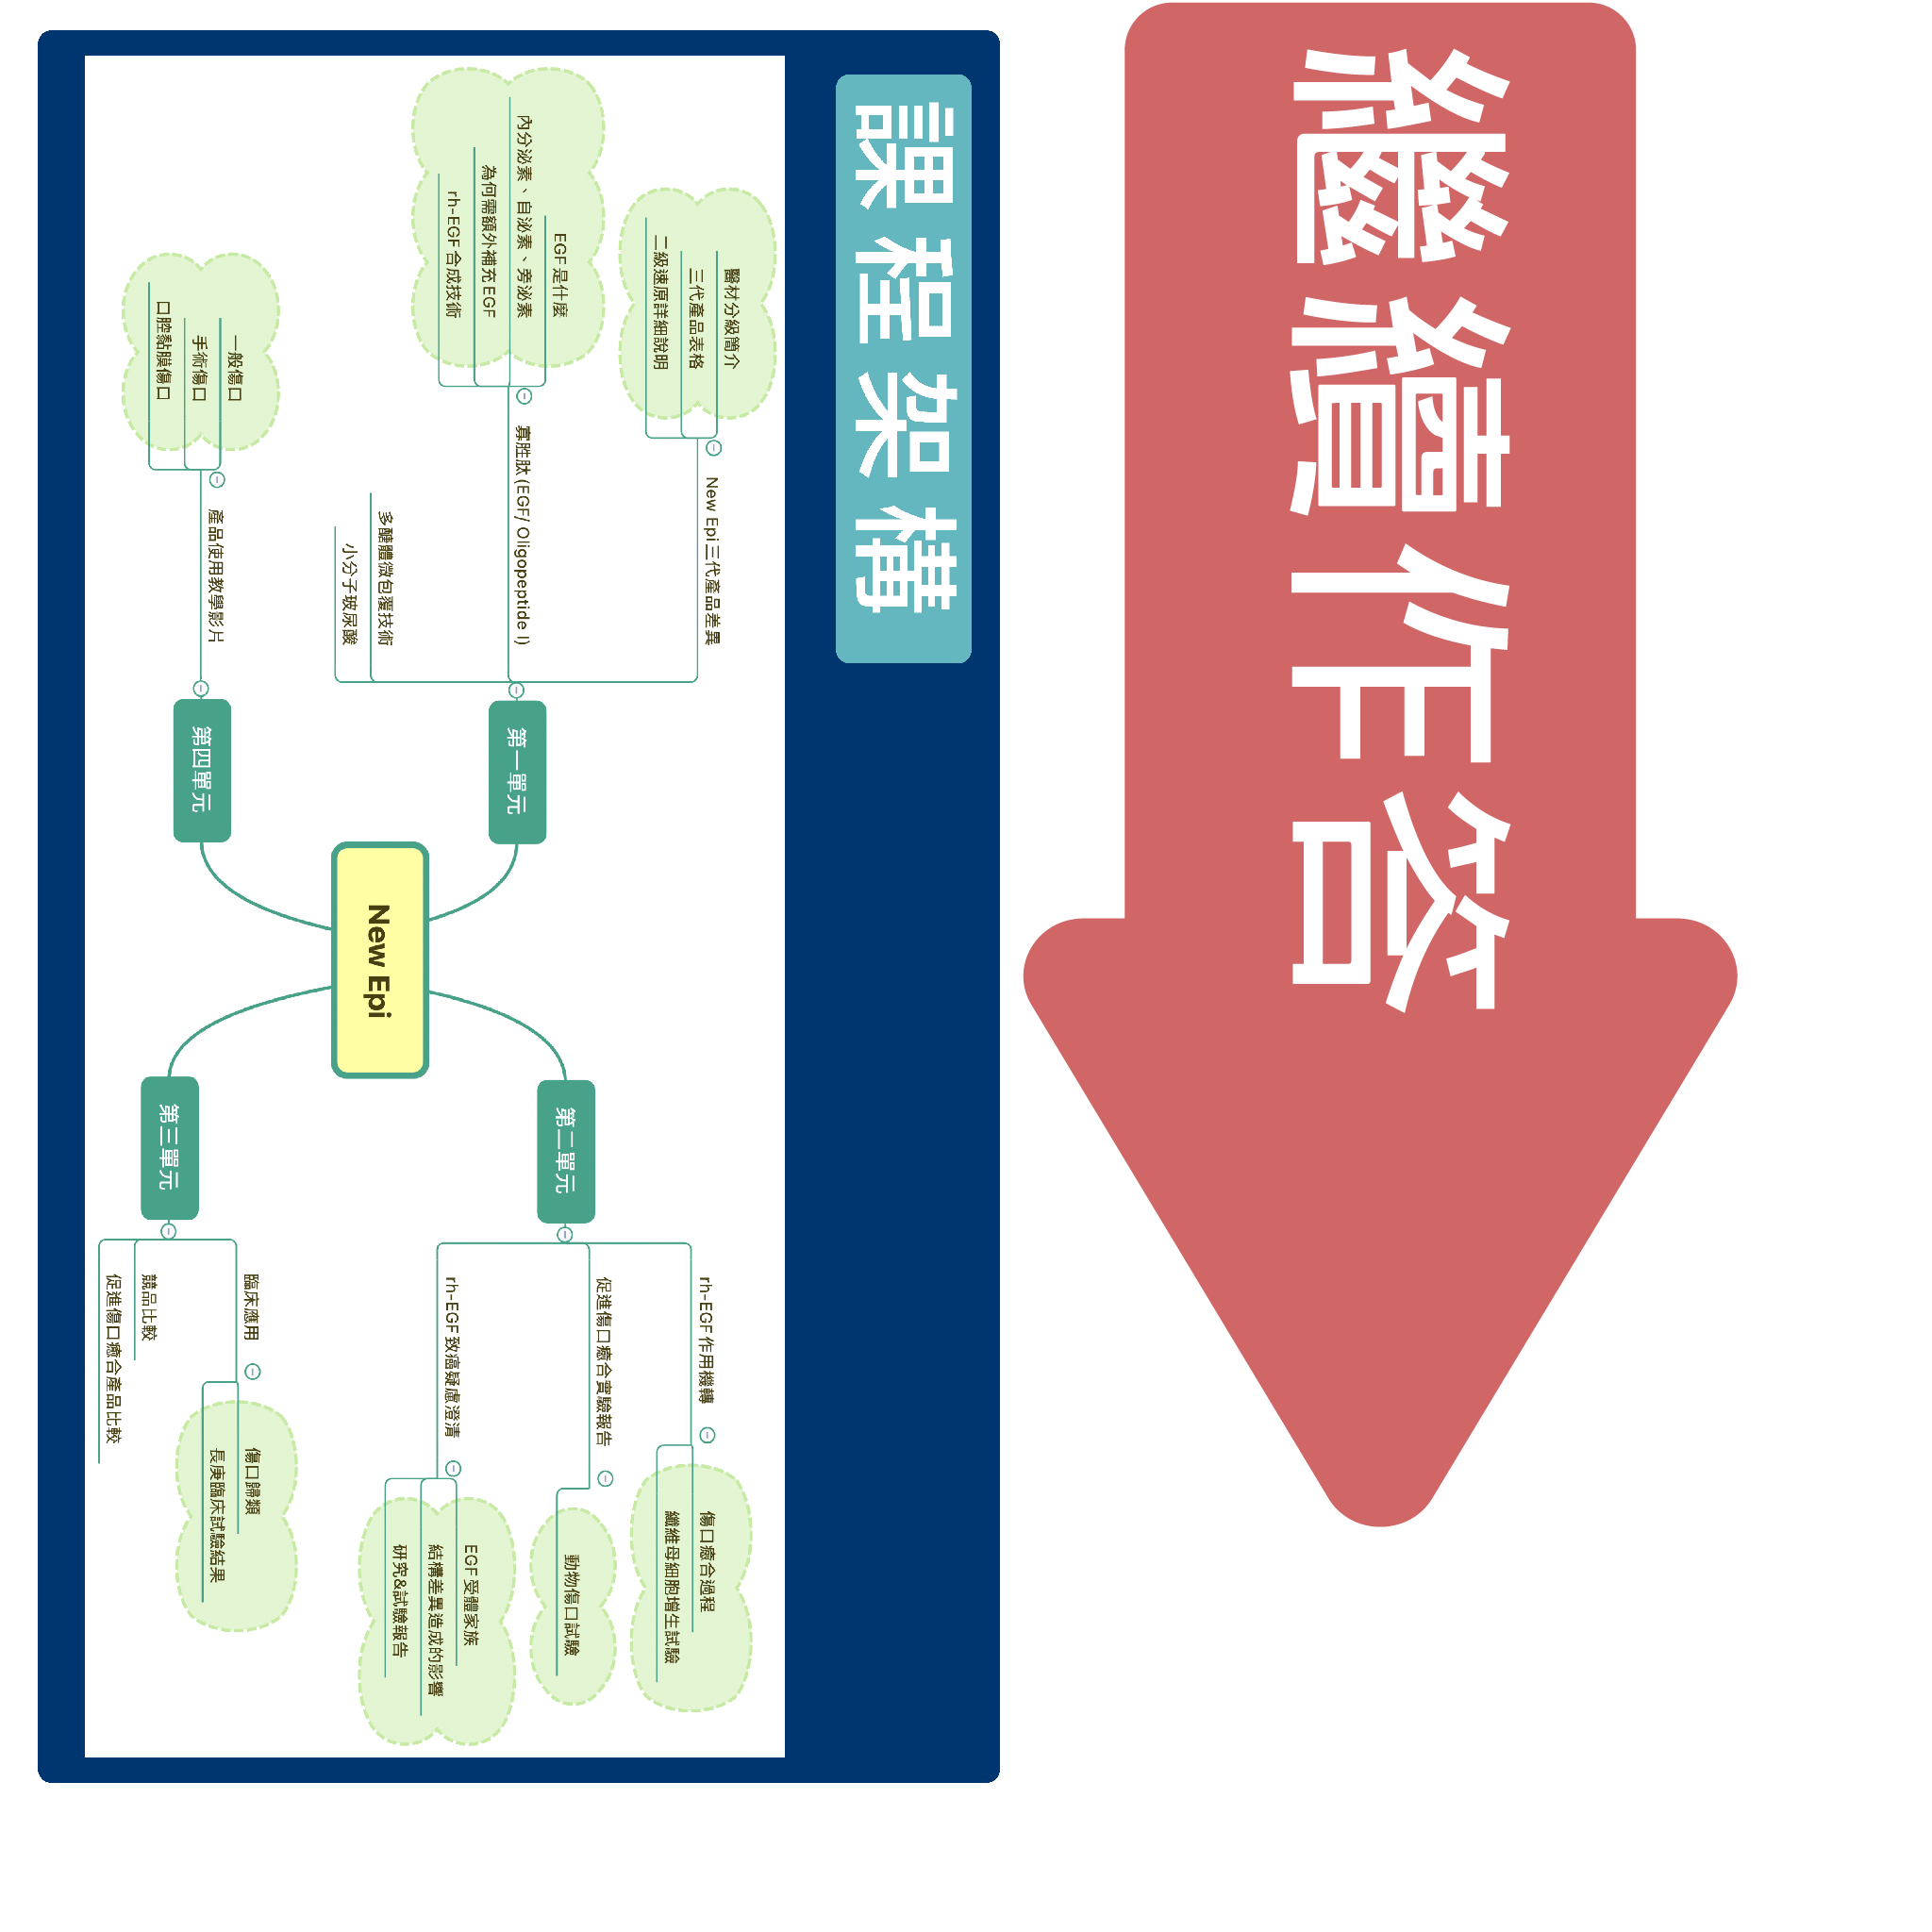 繼續作答
課程架構
New Epi
第一單元
New Epi三代產品差異
醫材分級簡介
三代產品表格
二級速原詳細說明
寡胜肽(EGF/ Oligopeptide I)
EGF是什麼
內分泌素、自泌素、旁泌素
為何需額外補充EGF
rh-EGF合成技術
多醣體微包覆技術
小分子玻尿酸
第二單元
rh-EGF作用機轉
傷口癒合過程
纖維母細胞增生試驗
促進傷口癒合實驗報告
動物傷口試驗
rh-EGF致癌疑慮澄清
EGF受體家族
結構差異造成的影響
研究&試驗報告
第三單元
臨床應用
傷口歸類
長庚臨床試驗結果
競品比較
促進傷口癒合產品比較
第四單元
產品使用教學影片
一般傷口
手術傷口
口腔黏膜傷口